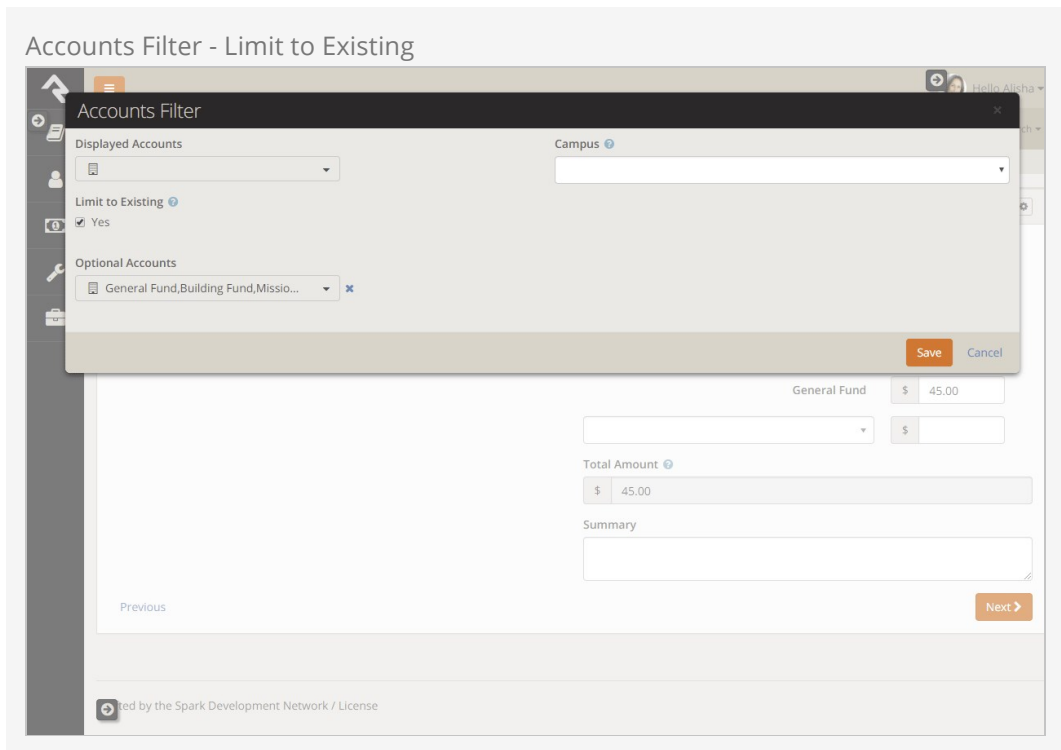 Accounts Filter - Limit to Existing
Hello Alisha
Accounts Filter
ch
Displayed Accounts
Campus
Limit to Existing
Yes
Optional Accounts
General Fund,Building Fund,Missio...
Save Cancel
General Fund $ 45.00
$
Total Amount
$ 45.00
Summary
Previous
Next
ted by the Spark Development Network / License